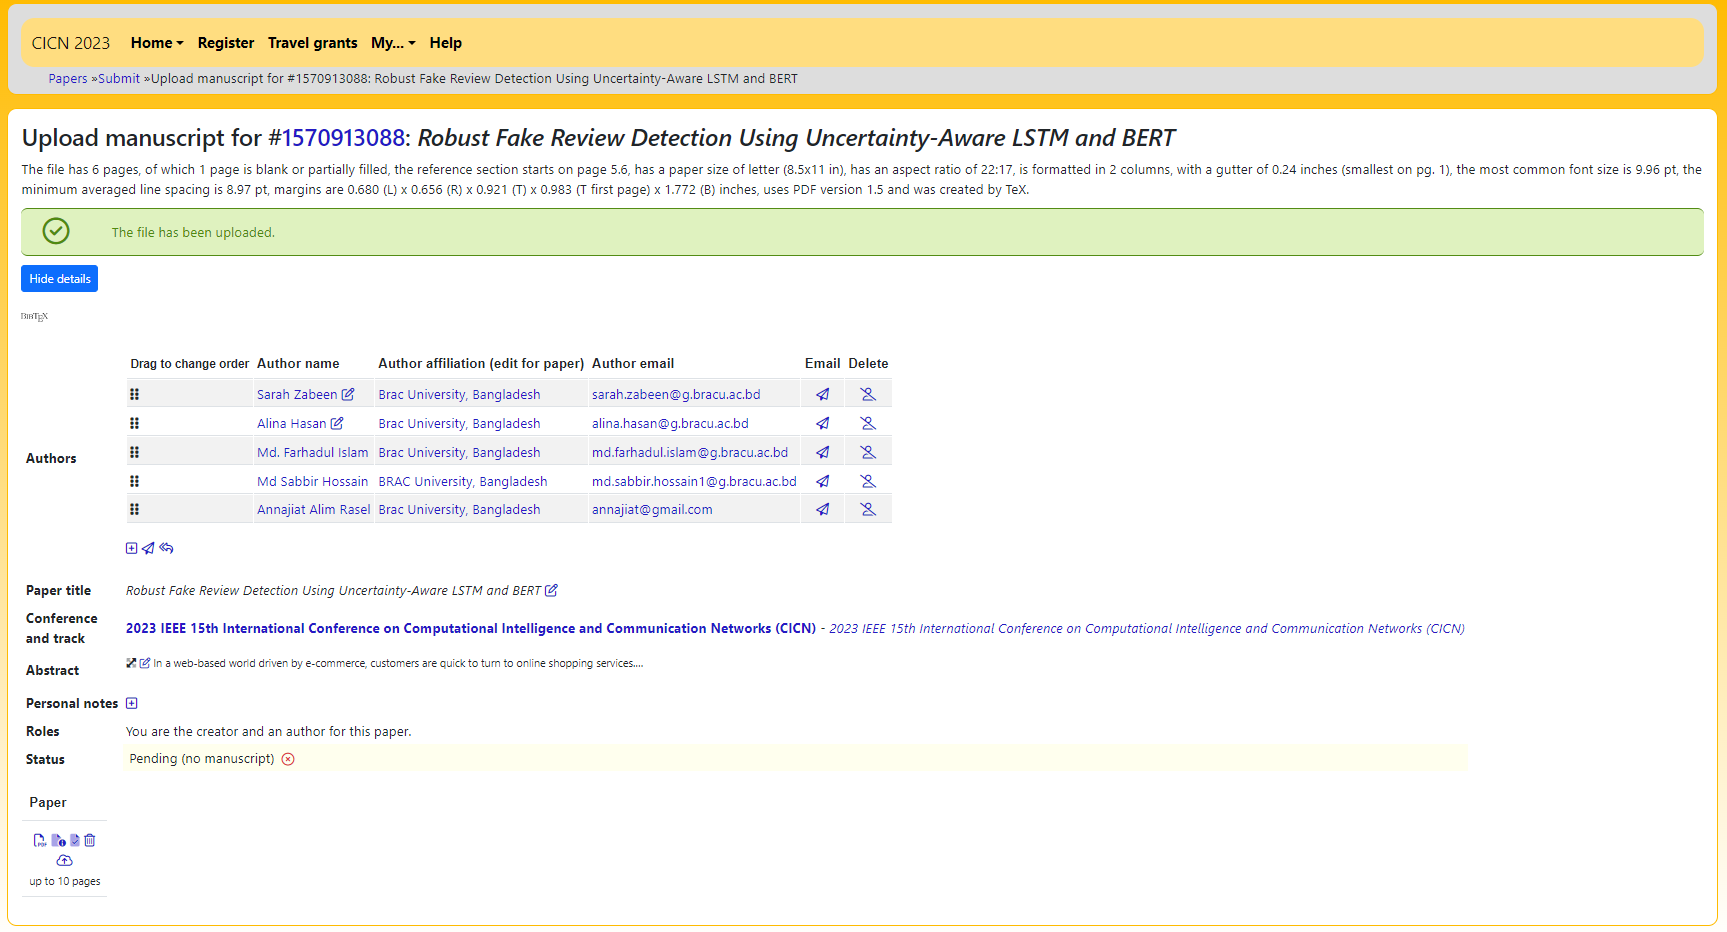 CICN 2023 Home Register Travel grants My... Help
Papers »Submit »Upload manuscript for #1570913088: Robust Fake Review Detection Using Uncertainty-Aware LSTM and BERT
Upload manuscript for #1570913088: Robust Fake Review Detection Using Uncertainty-Aware LSTM and BERT
The file has 6 pages, of which 1 page is blank or partially filled, the reference section starts on page 5.6, has a paper size of letter (8.5x11 in), has an aspect ratio of 22:17, is formatted in 2 columns, with a gutter of 0.24 inches (smallest on pg. 1), the most common font size is 9.96 pt, the
minimum averaged line spacing is 8.97 pt, margins are 0.680 (L) x 0.656 (R) x 0.921 (T) x 0.983 (T first page) x 1.772 (B) inches, uses PDF version 1.5 and was created by TeX.
The file has been uploaded.
Hide details
BibTeX
Drag to change order Author name Author affiliation (edit for paper) Author email Email Delete
Sarah Zabeen Brac University, Bangladesh sarah.zabeen@g.bracu.ac.bd
Alina Hasan Brac University, Bangladesh alina.hasan@g.bracu.ac.bd
Authors
Md. Farhadul Islam Brac University, Bangladesh md.farhadul.islam@g.bracu.ac.bd
Md Sabbir Hossain BRAC University, Bangladesh md.sabbir.hossain1@g.bracu.ac.bd
Annajiat Alim Rasel Brac University, Bangladesh annajiat@gmail.com
Paper title Robust Fake Review Detection Using Uncertainty-Aware LSTM and BERT
Conference
and track
2023 IEEE 15th International Conference on Computational Intelligence and Communication Networks (CICN) - 2023 IEEE 15th International Conference on Computational Intelligence and Communication Networks (CICN)
Abstract In a web-based world driven by e-commerce, customers are quick to turn to online shopping services....
Personal notes
Roles You are the creator and an author for this paper.
Status Pending (no manuscript)
Paper
PDF
up to 10 pages